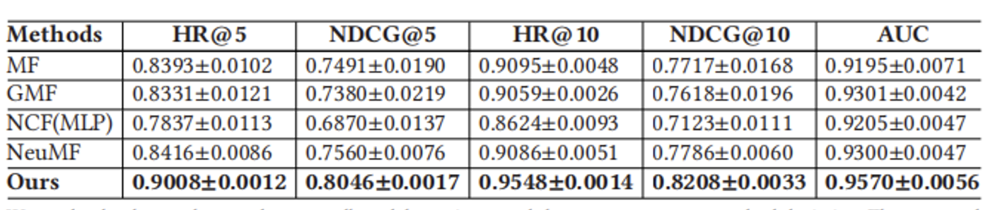 Methods HR@5 NDCG@5 HR@10 NDCG@10 AUC
MF 0.8393±0.0102 0.7491±0.0190 0.9095±0.0048 0.7717±0.0168 0.9195±0.0071
GMF 0.8331±0.0121 0.7380±0.0219 0.9059±0.0026 0.7618±0.0196 0.9301±0.0042
NCF(MLP) 0.7837±0.0113 0.6870±0.0137 0.8624±0.0093 0.7123±0.0111 0.9205±0.0047
NeuMF 0.8416±0.0086 0.7560±0.0076 0.9086±0.0051 0.7786±0.0060 0.9300±0.0047
Ours 0.9008±0.0012 0.8046±0.0017 0.9548±0.0014 0.8208±0.0033 0.9570±0.0056